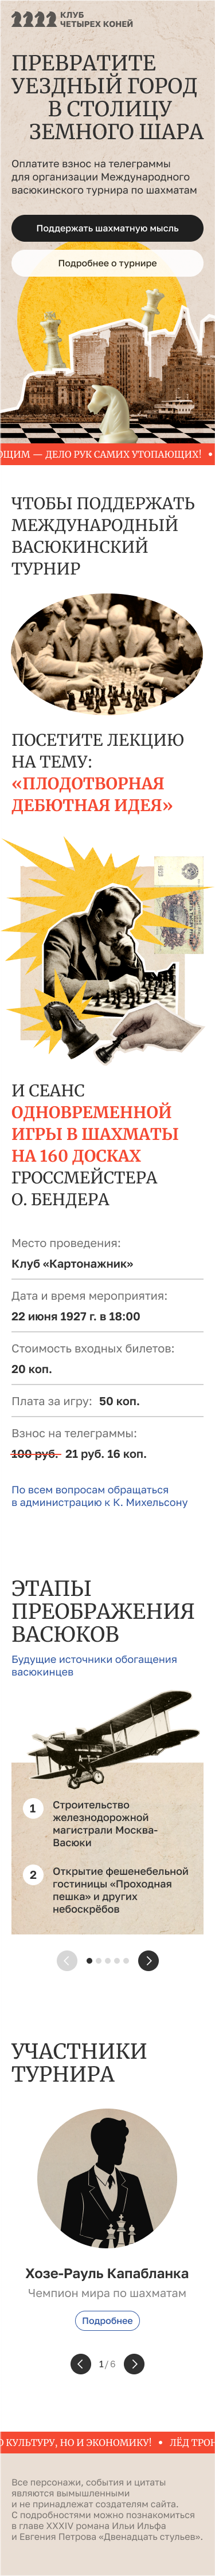 КЛУБ
ЧЕТЫРЕХ КОНЕЙ
ПРЕВРАТИТЕ
УЕЗДНЫЙ ГОРОД
В СТОЛИЦУ
ЗЕМНОГО ШАРА
Оплатите взнос на телеграммы
для организации Международного
васюкинского турнира по шахматам
Поддержать шахматную мысль
Подробнее о турнире
ЮЩИМ — ДЕЛО РУК САМИХ УТОПАЮЩИХ! •
ЧТОБЫ ПОДДЕРЖАТЬ
МЕЖДУНАРОДНЫЙ
ВАСЮКИНСКИЙ
ТУРНИР
ПОСЕТИТЕ ЛЕКЦИЮ
НА ТЕМУ:
«ПЛОДОТВОРНАЯ
ДЕБЮТНАЯ ИДЕЯ»
И СЕАНС
ОДНОВРЕМЕННОЙ
ИГРЫ В ШАХМАТЫ
НА 160 ДОСКАХ
ГРОССМЕЙСТЕРА
О. БЕНДЕРА
Место проведения:
Клуб «Картонажник»
Дата и время мероприятия:
22 июня 1927 г. в 18:00
Стоимость входных билетов:
20 коп.
Плата за игру: 50 коп.
Взнос на телеграммы:
100 руб. 21 руб. 16 коп.
По всем вопросам обращаться
в администрацию к К. Михельсону
ЭТАПЫ
ПРЕОБРАЖЕНИЯ
ВАСЮКОВ
Будущие источники обогащения
васюкинцев
1
Строительство
железнодорожной
магистрали Москва-
Васюки
2
Открытие фешенебельной
гостиницы «Проходная
пешка» и других
небоскрёбов
УЧАСТНИКИ
ТУРНИРА
Хозе-Рауль Капабланка
Чемпион мира по шахматам
Подробнее
1 / 6
О КУЛЬТУРУ, НО И ЭКОНОМИКУ! • ЛЁД ТРОН
Все персонажи, события и цитаты
являются вымышленными
и не принадлежат создателям сайта.
С подробностями можно познакомиться
в главе XXXIV романа Ильи Ильфа
и Евгения Петрова «Двенадцать стульев».